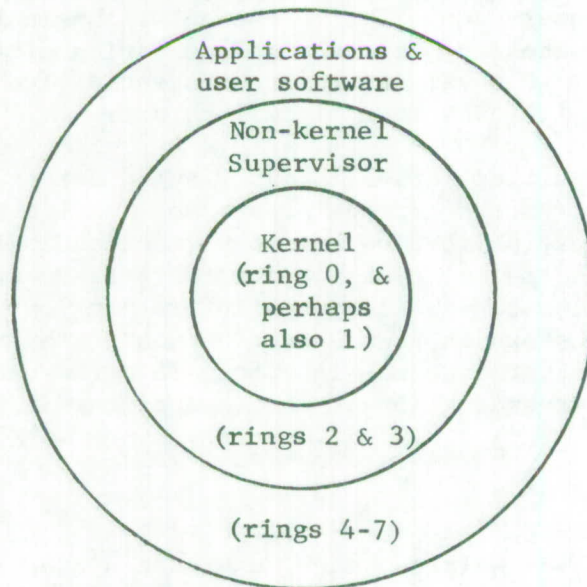 Applications &
user software
Non-kernel
Supervisor
Kernel
(ring 0, &
perhaps
also 1)
(rings 2 & 3)
(rings 4-7)